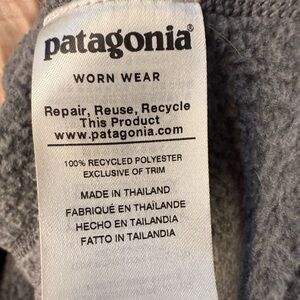 patagonia®
WORN WEAR
Repair, Reuse, Recycle
This Product
www.patagonia.com
100% RECYCLED POLYESTER
EXCLUSIVE OF TRIM
MADE IN THAILAND
FABRIQUÉ EN THAÏLANDE
HECHO EN TAILANDIA
FATTO IN TAILANDIA